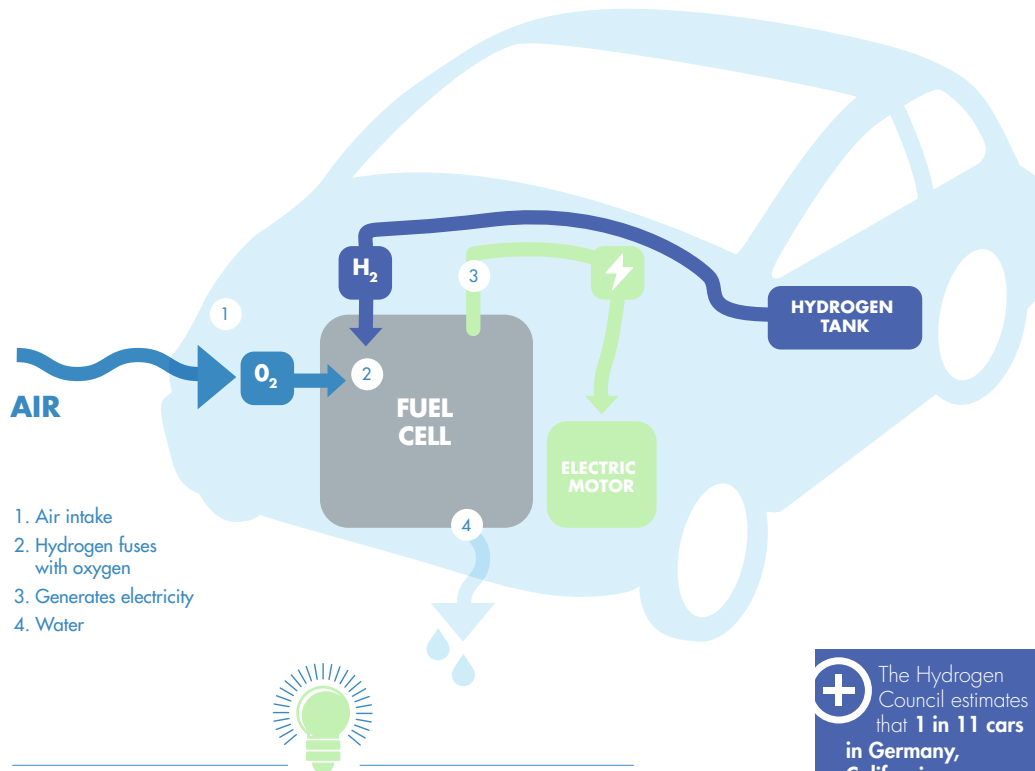 H₂
3
1
HYDROGEN
TANK
O₂
2
AIR
FUEL
CELL
ELECTRIC
MOTOR
4
1. Air intake
2. Hydrogen fuses
with oxygen
3. Generates electricity
4. Water
The Hydrogen
Council estimates
that 1 in 11 cars
in Germany,